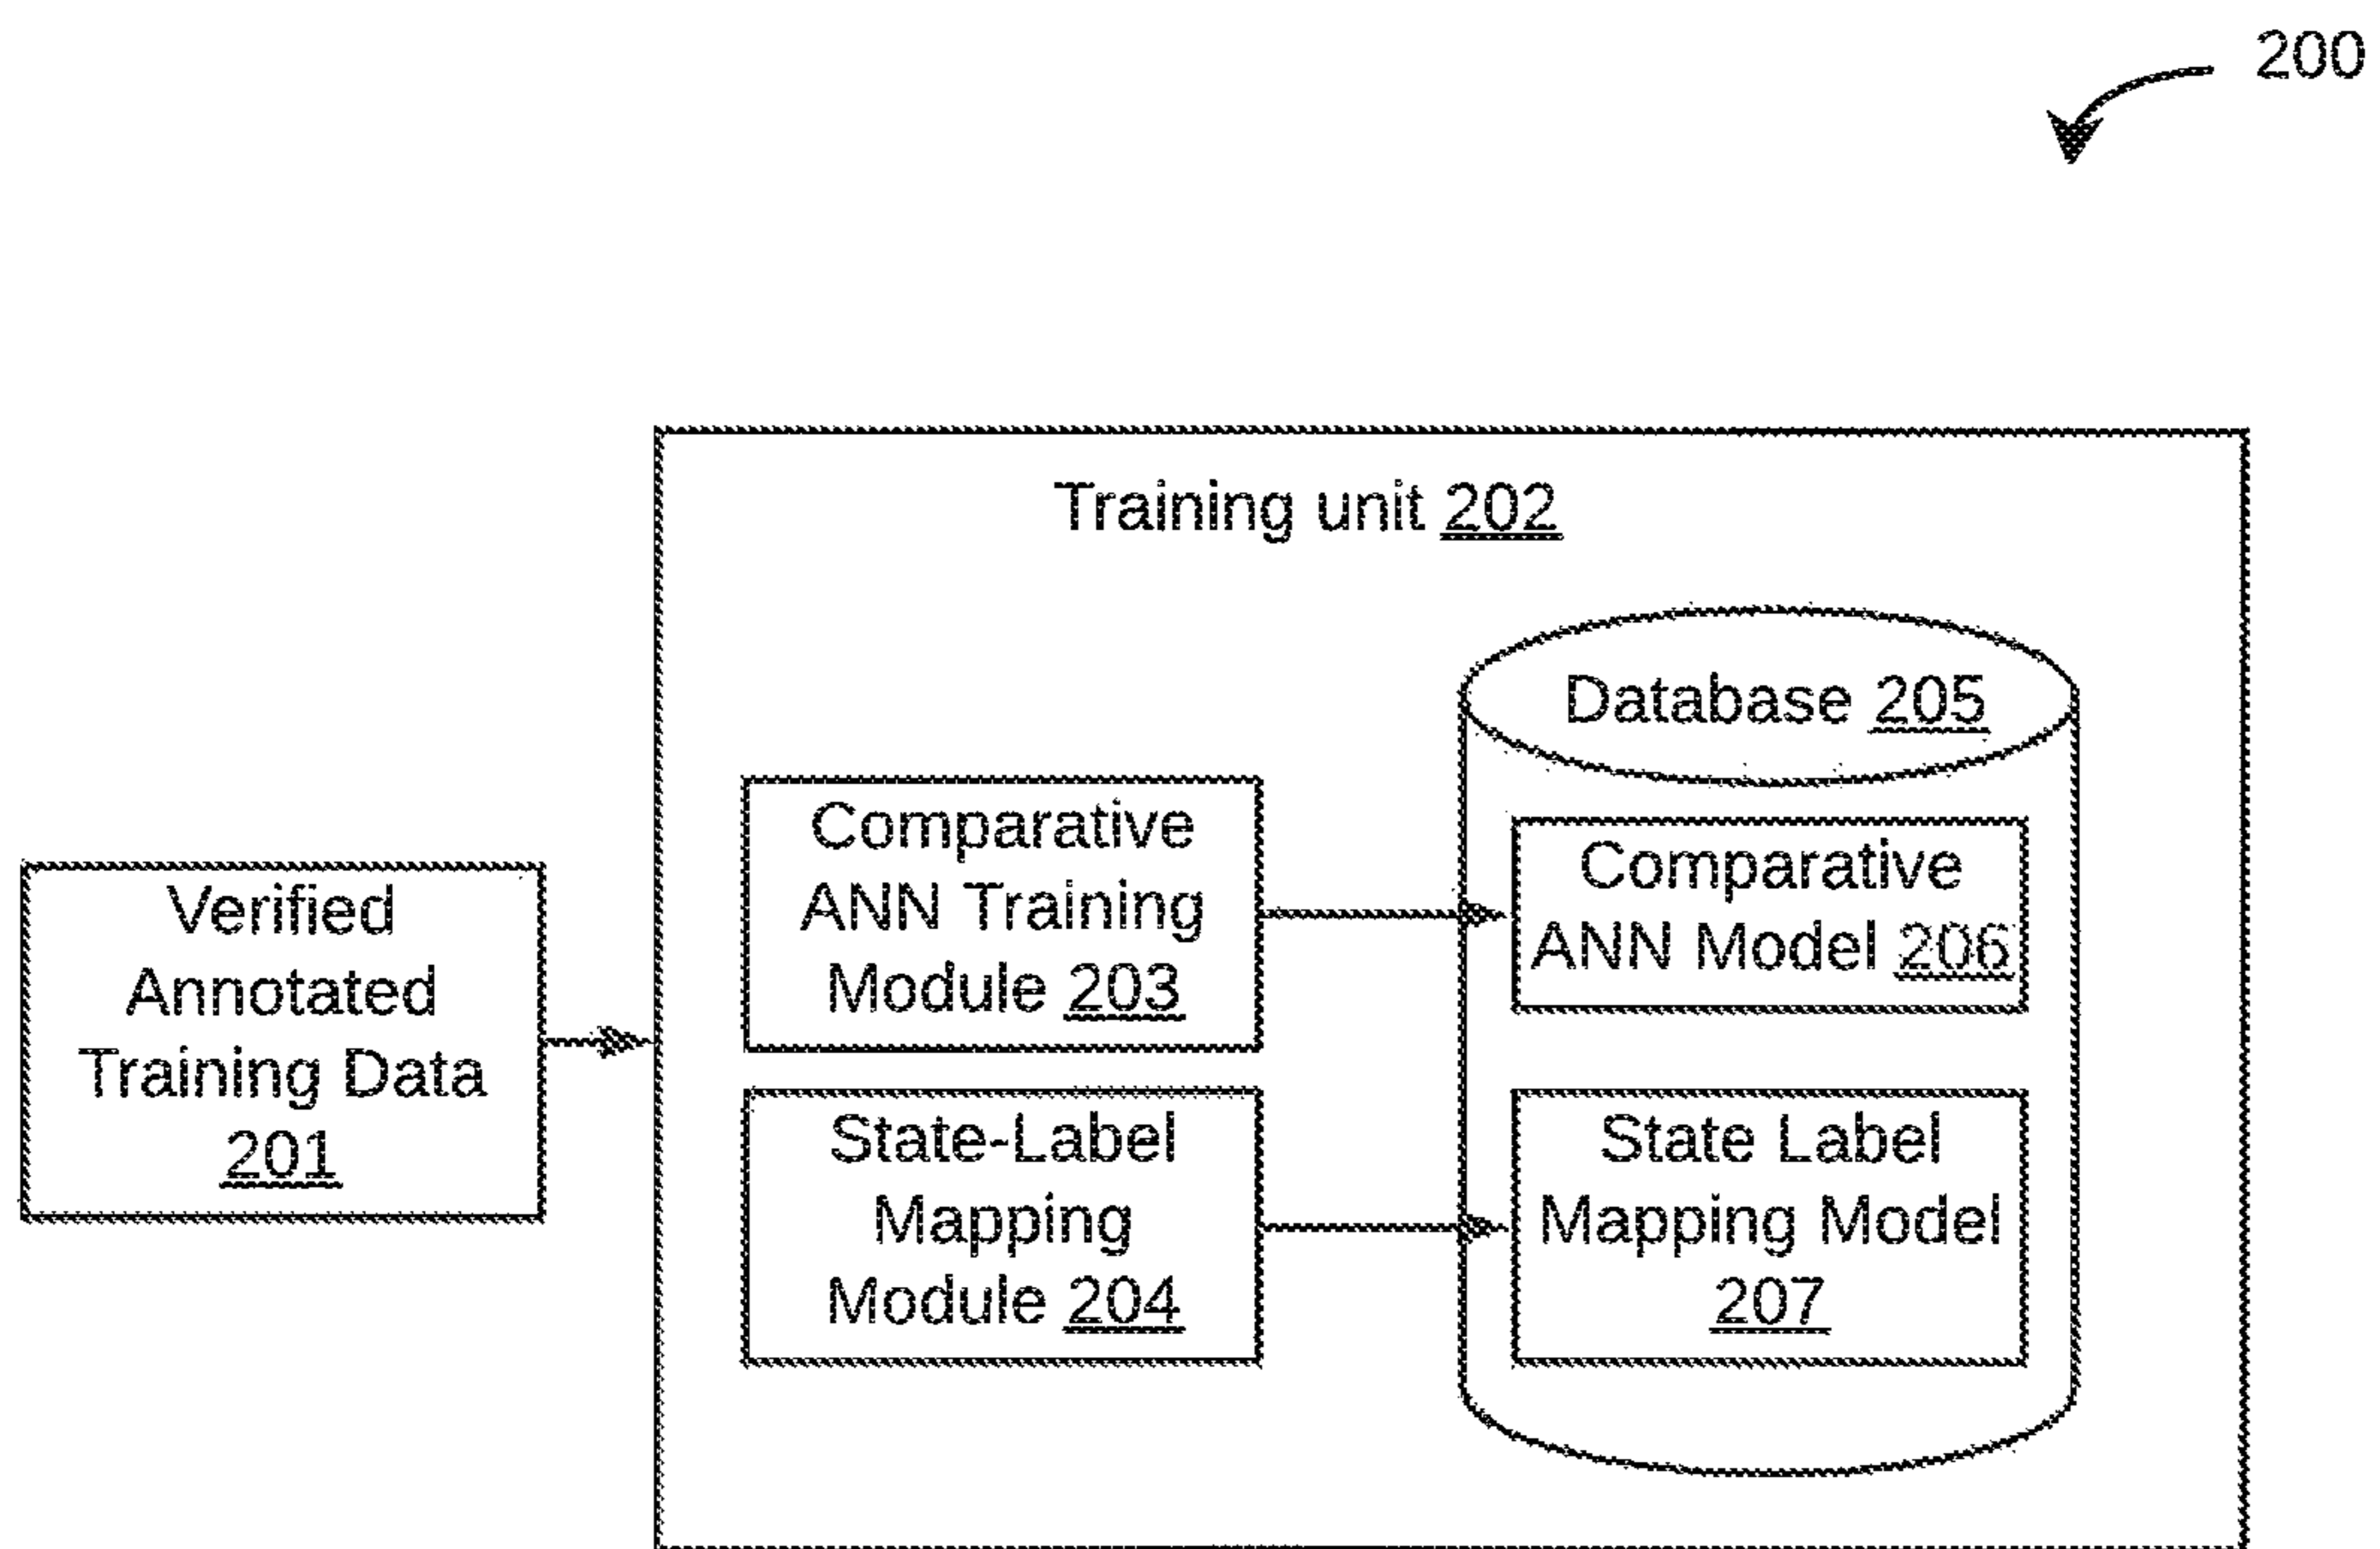 200
Training unit 202
Database 205
Comparative
ANN Training
Module 203
Comparative
ANN Model 206
Verified
Annotated
Training Data
201
State-Label
Mapping
Module 204
State Label
Mapping Model
207